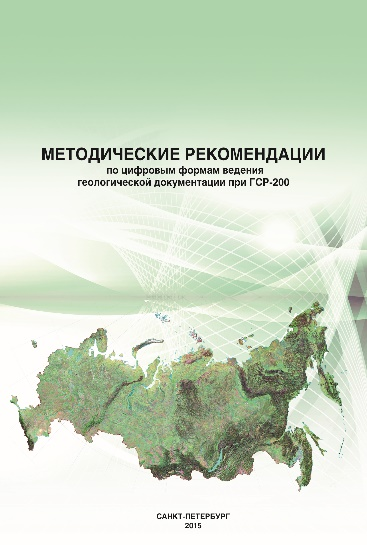 МЕТОДИЧЕСКИЕ РЕКОМЕНДАЦИИ
по цифровым формам ведения
геологической документации при ГСР-200
САНКТ-ПЕТЕРБУРГ
2015